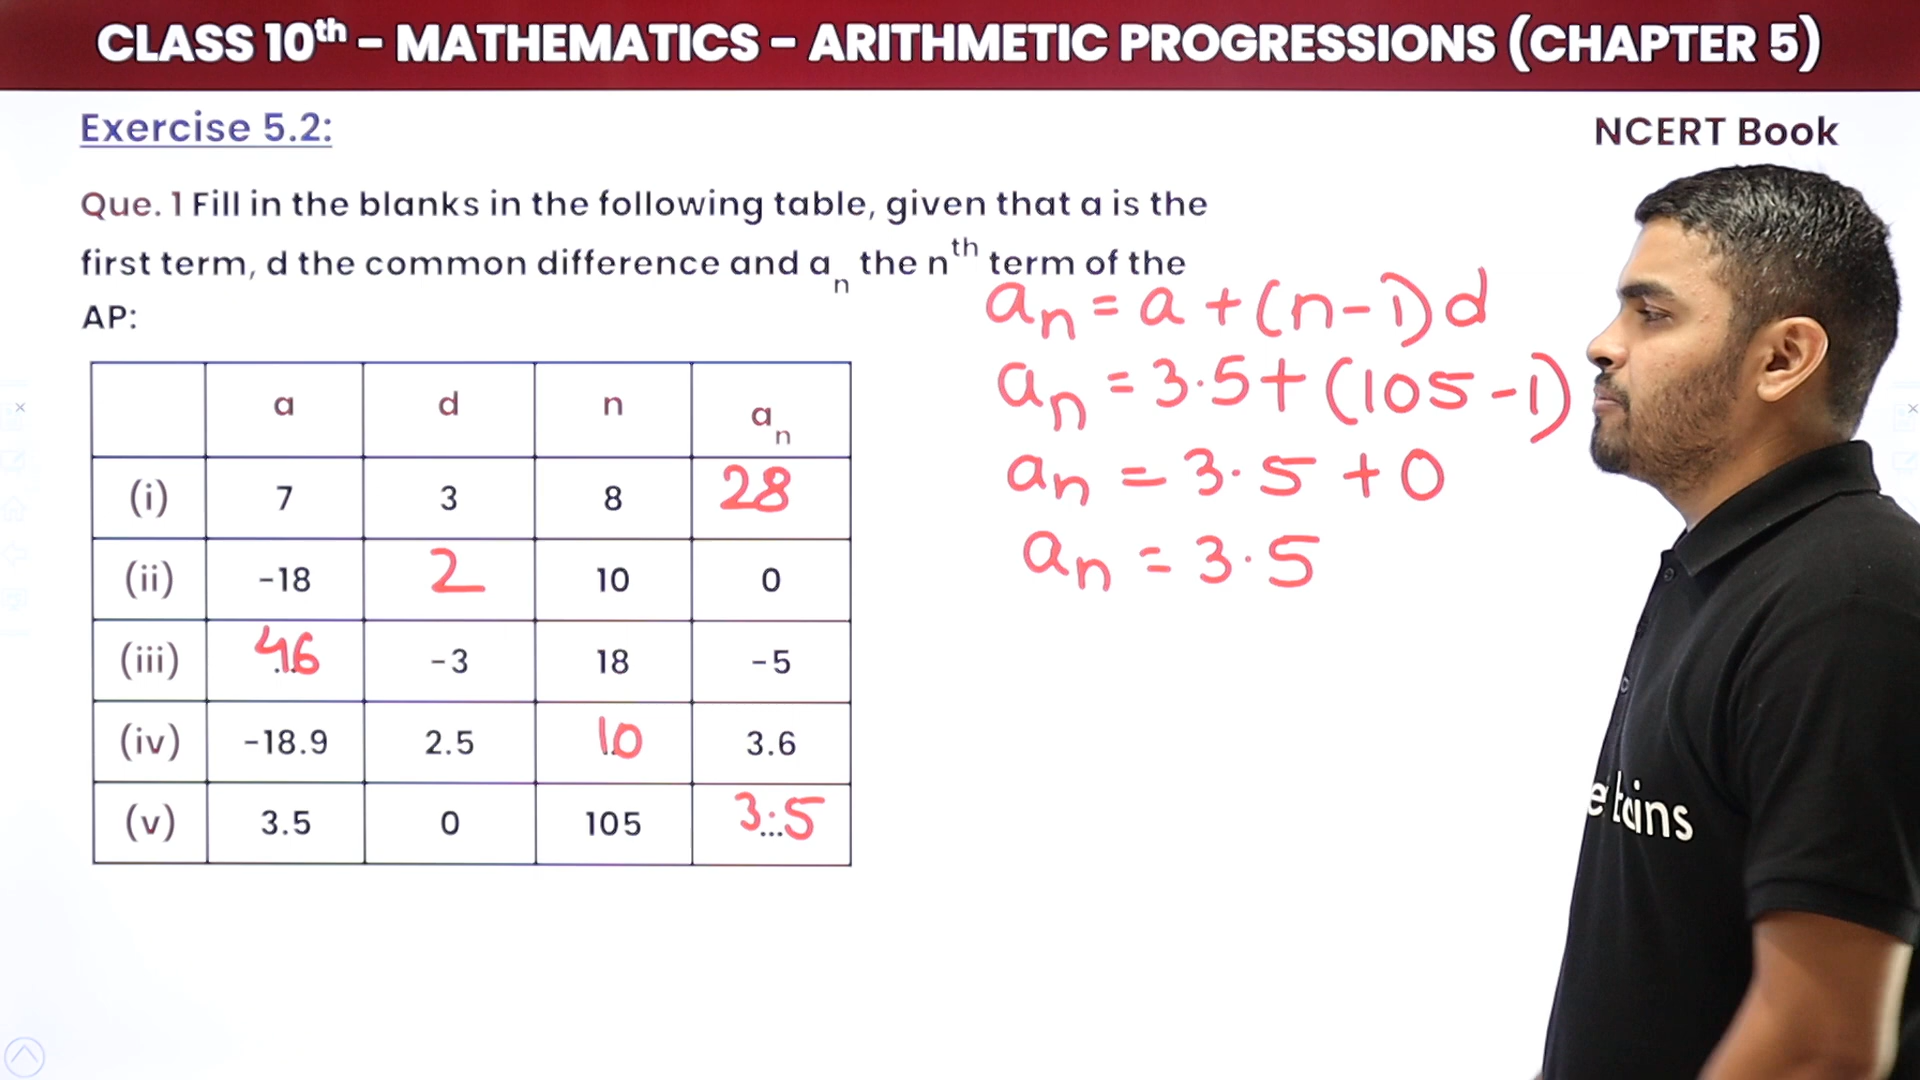 CLASS 10th - MATHEMATICS - ARITHMETIC PROGRESSIONS (CHAPTER 5)
Exercise 5.2:
NCERT Book
Que. 1 Fill in the blanks in the following table, given that a is the
first term, d the common difference and an the nth term of the
AP:
a d n an
(i) 7 3 8 28
(ii) -18 2 10 0
(iii) 46 -3 18 -5
(iv) -18.9 2.5 10 3.6
(v) 3.5 0 105 3.5
an = a + (n-1)d
an = 3.5 + (105-1)
an = 3.5 + 0
an = 3.5